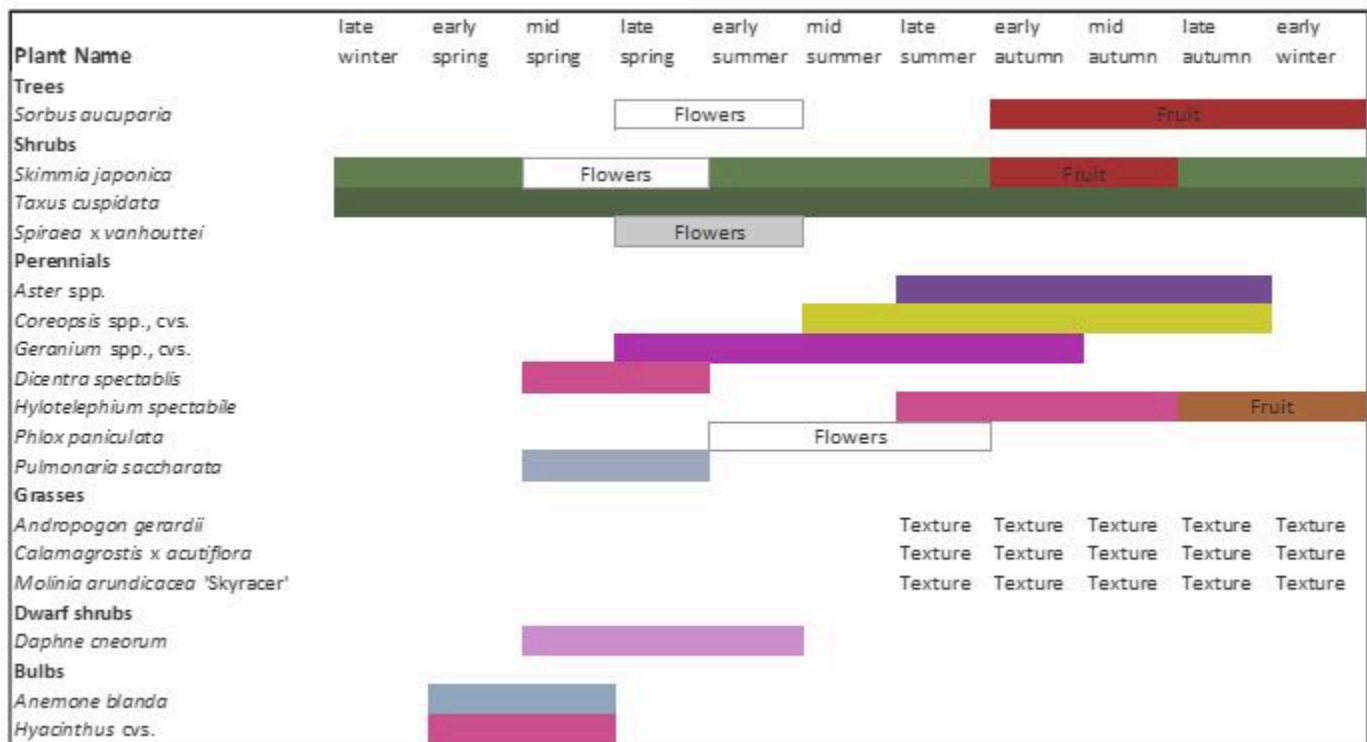 late early mid late early mid late early mid late early
Plant Name winter spring spring spring summer summer summer autumn autumn autumn winter
Trees
Sorbus aucuparia Flowers Fruit
Shrubs
Skimmia japonica Flowers Fruit
Taxus cuspidata
Spiraea x vanhouttei Flowers
Perennials
Aster spp.
Coreopsis spp., cvs.
Geranium spp., cvs.
Dicentra spectablis
Hylotelephium spectabile Fruit
Phlox paniculata Flowers
Pulmonaria saccharata
Grasses
Andropogon gerardii Texture Texture Texture Texture Texture
Calamagrostis x acutiflora Texture Texture Texture Texture Texture
Molinia arundicacea 'Skyracer' Texture Texture Texture Texture Texture
Dwarf shrubs
Daphne cneorum
Bulbs
Anemone blanda
Hyacinthus cvs.